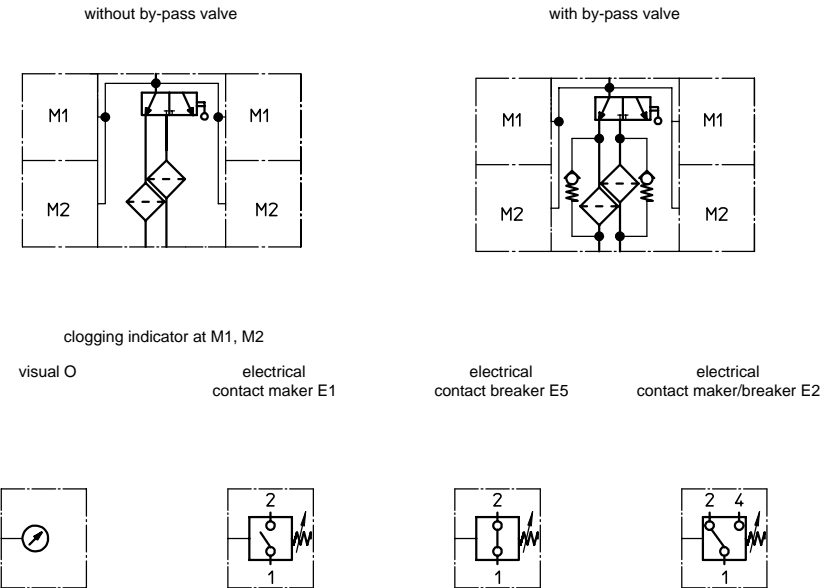 without by-pass valve
with by-pass valve
M1
M1
M2
M2
M1
M1
M2
M2
clogging indicator at M1, M2
visual O
electrical
contact maker E1
electrical
contact breaker E5
electrical
contact maker/breaker E2
2
1
2
1
2 4
1